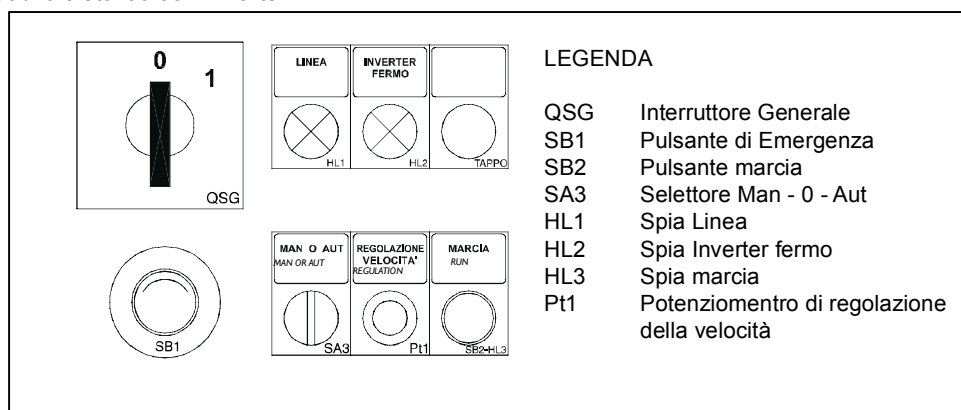 0
1
QSG
LINEA
INVERTER
FERMO
HL1
HL2
TAPPO
SB1
MAN O AUT
MAN OR AUT
REGOLAZIONE
VELOCITA'
REGULATION
MARCIA
RUN
SA3
Pt1
SB2-HL3
LEGENDA
QSG Interruttore Generale
SB1 Pulsante di Emergenza
SB2 Pulsante marcia
SA3 Selettore Man - 0 - Aut
HL1 Spia Linea
HL2 Spia Inverter fermo
HL3 Spia marcia
Pt1 Potenziomentro di regolazione
della velocità